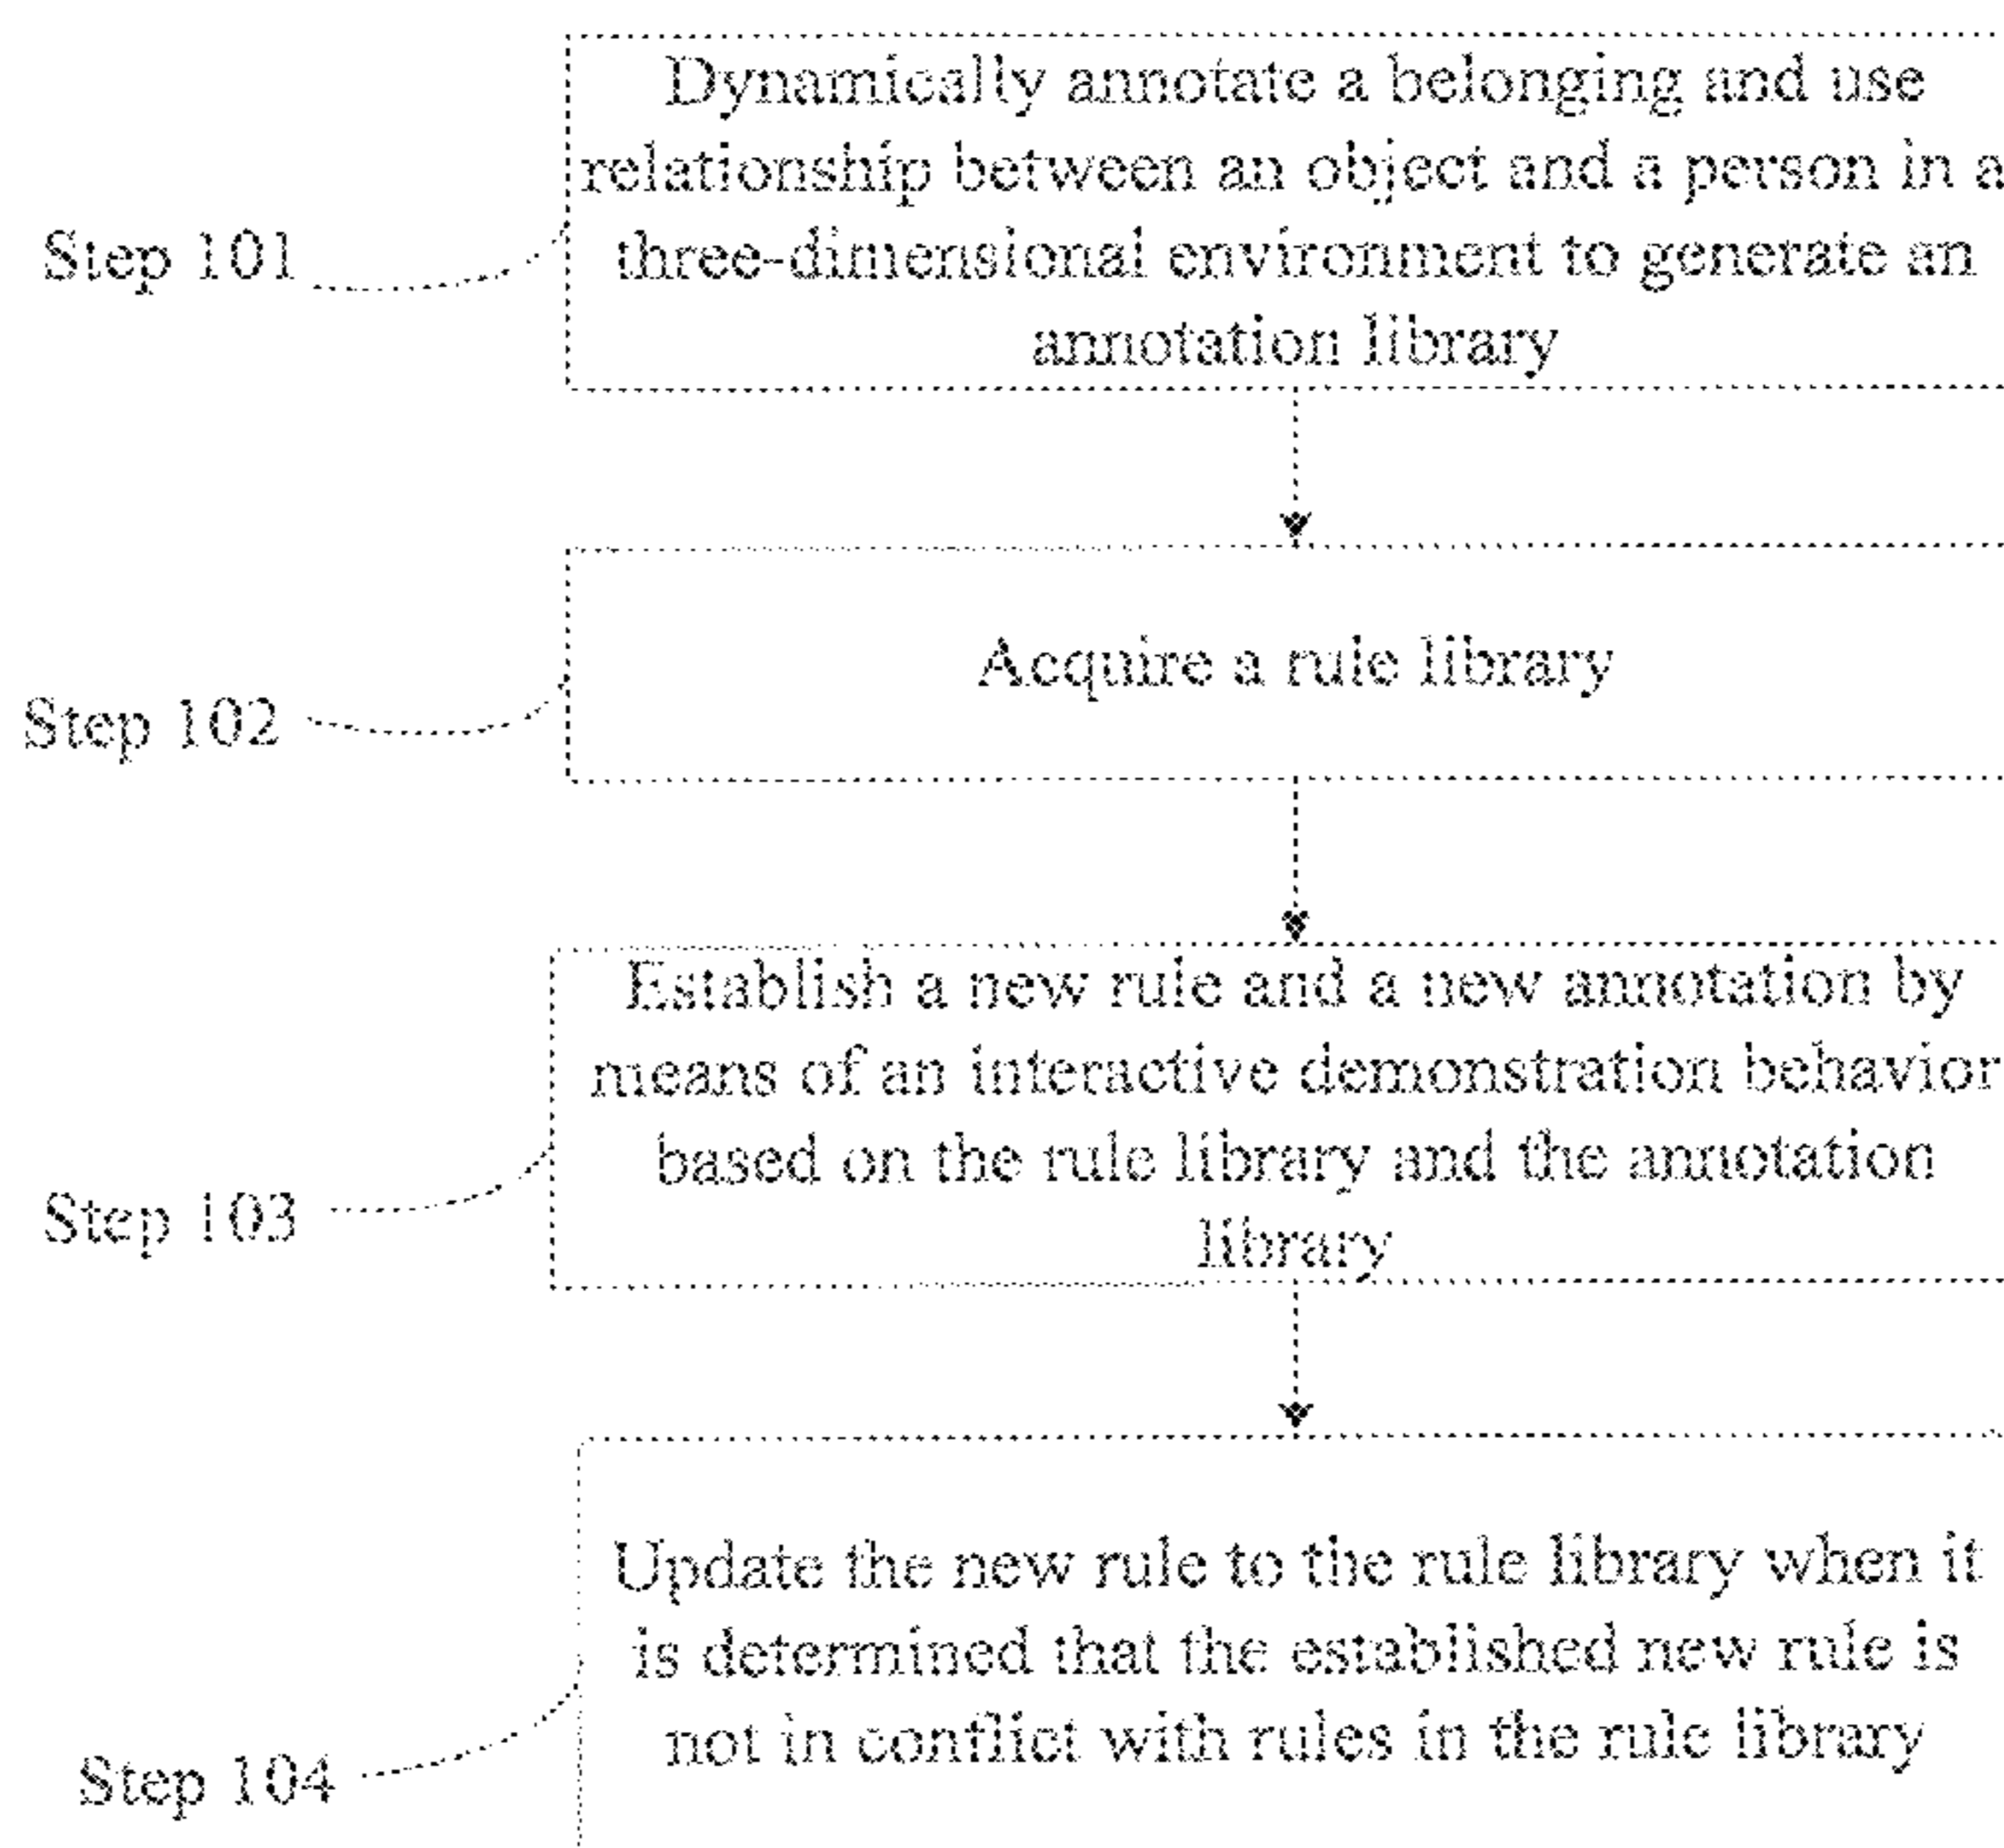 Dynamically annotate a belonging and use
relationship between an object and a person in a
three-dimensional environment to generate an
annotation library
Step 101
Acquire a rule library
Step 102
Establish a new rule and a new annotation by
means of an interactive demonstration behavior
based on the rule library and the annotation
library
Step 103
Update the new rule to the rule library when it
is determined that the established new rule is
not in conflict with rules in the rule library
Step 104